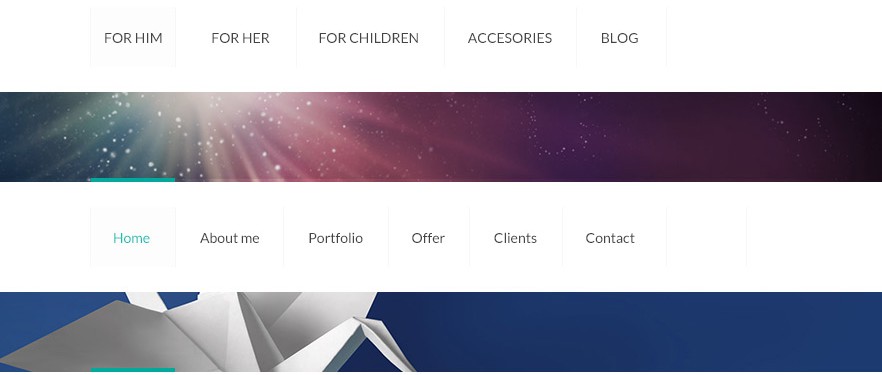 FOR HIM FOR HER FOR CHILDREN ACCESORIES BLOG
Home About me Portfolio Offer Clients Contact